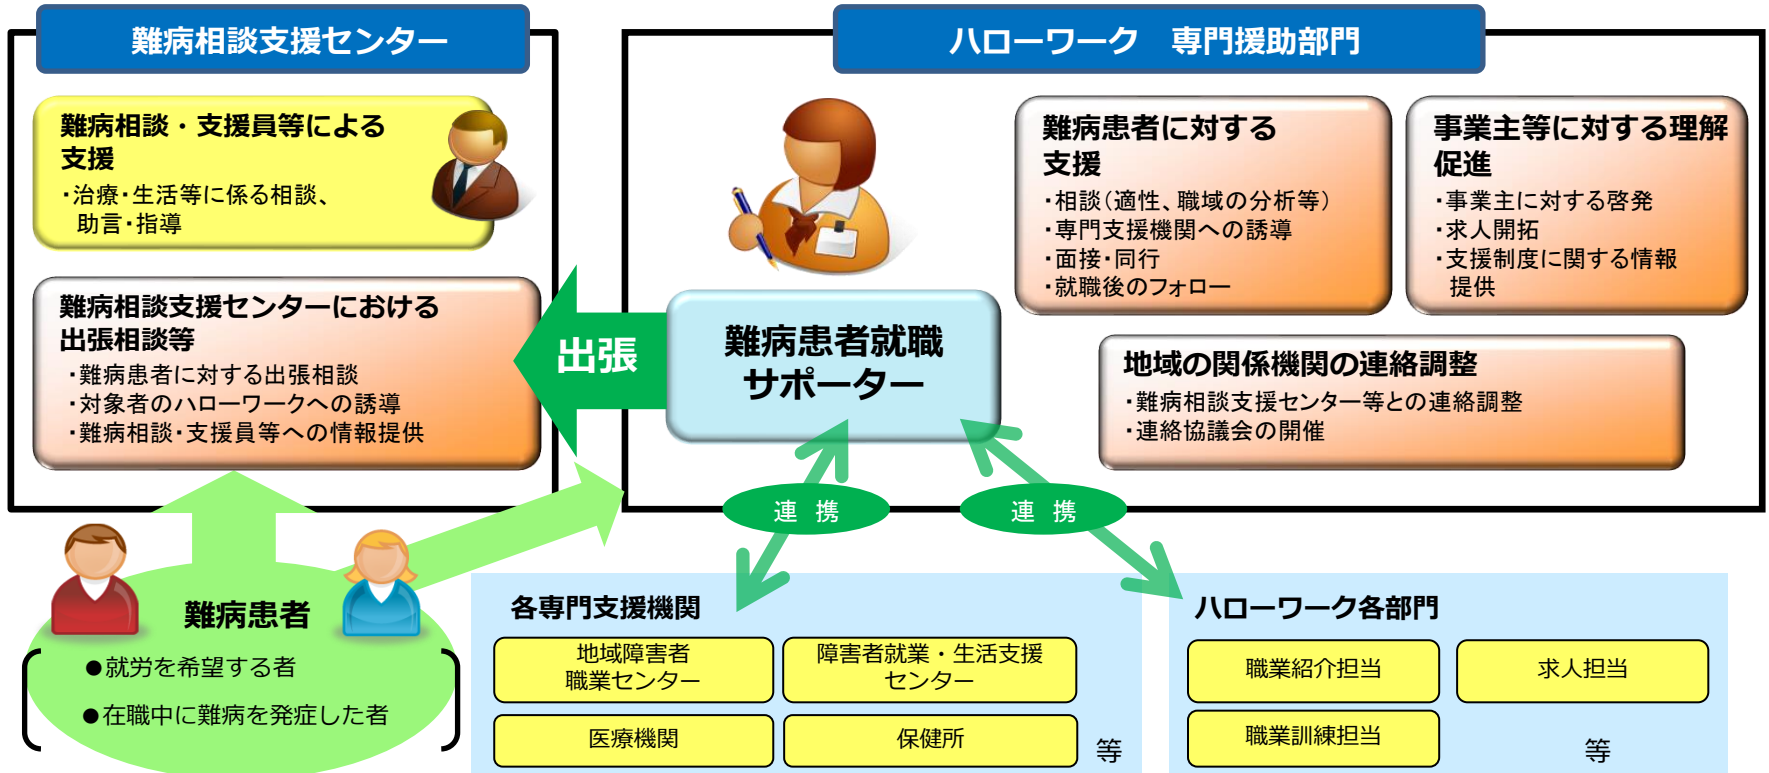 難病相談支援センター
難病相談・支援員等による
支援
・治療・生活等に係る相談、
助言・指導
難病相談支援センターにおける
出張相談等
・難病患者に対する出張相談
・対象者のハローワークへの誘導
・難病相談・支援員等への情報提供
出張
ハローワーク　専門援助部門
難病患者就職
サポーター
難病患者に対する
支援
・相談（適性、職域の分析等）
・専門支援機関への誘導
・面接・同行
・就職後のフォロー
事業主等に対する理解
促進
・事業主に対する啓発
・求人開拓
・支援制度に関する情報
提供
地域の関係機関の連絡調整
・難病相談支援センター等との連絡調整
・連絡協議会の開催
連　携
連　携
難病患者
●就労を希望する者
●在職中に難病を発症した者
各専門支援機関
地域障害者
職業センター
障害者就業・生活支援
センター
医療機関
保健所
等
ハローワーク各部門
職業紹介担当
求人担当
職業訓練担当
等